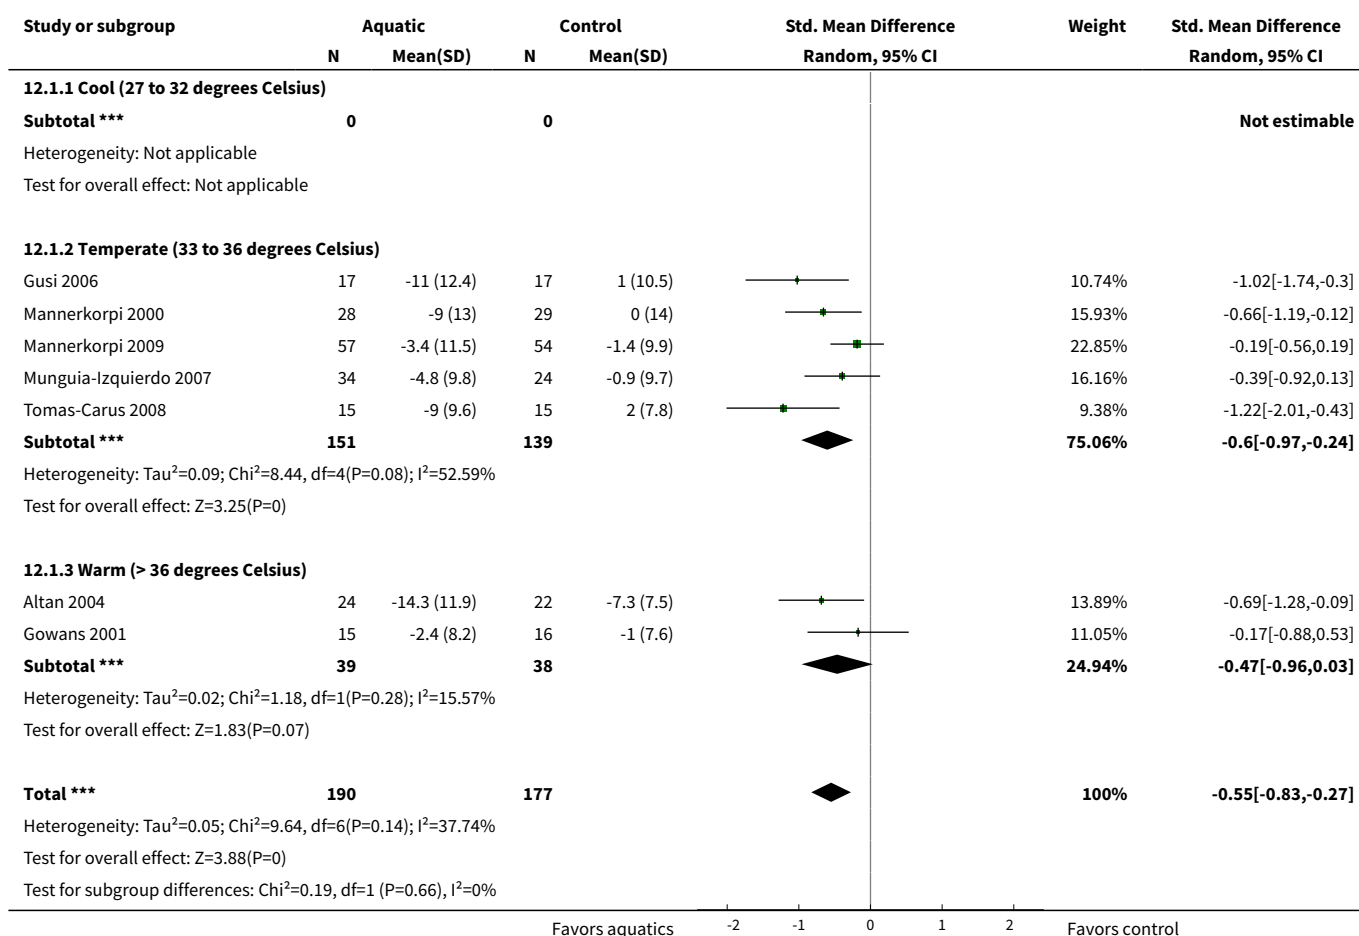 Study or subgroup Aquatic Control Std. Mean Difference Weight Std. Mean Difference
N Mean(SD) N Mean(SD) Random, 95% CI Random, 95% CI
12.1.1 Cool (27 to 32 degrees Celsius)
Subtotal *** 0 0 Not estimable
Heterogeneity: Not applicable
Test for overall effect: Not applicable
12.1.2 Temperate (33 to 36 degrees Celsius)
Gusi 2006 17 -11 (12.4) 17 1 (10.5) 10.74% -1.02[-1.74,-0.3]
Mannerkorpi 2000 28 -9 (13) 29 0 (14) 15.93% -0.66[-1.19,-0.12]
Mannerkorpi 2009 57 -3.4 (11.5) 54 -1.4 (9.9) 22.85% -0.19[-0.56,0.19]
Munguia-Izquierdo 2007 34 -4.8 (9.8) 24 -0.9 (9.7) 16.16% -0.39[-0.92,0.13]
Tomas-Carus 2008 15 -9 (9.6) 15 2 (7.8) 9.38% -1.22[-2.01,-0.43]
Subtotal *** 151 139 75.06% -0.6[-0.97,-0.24]
Heterogeneity: Tau²=0.09; Chi²=8.44, df=4(P=0.08); I²=52.59%
Test for overall effect: Z=3.25(P=0)
12.1.3 Warm (> 36 degrees Celsius)
Altan 2004 24 -14.3 (11.9) 22 -7.3 (7.5) 13.89% -0.69[-1.28,-0.09]
Gowans 2001 15 -2.4 (8.2) 16 -1 (7.6) 11.05% -0.17[-0.88,0.53]
Subtotal *** 39 38 24.94% -0.47[-0.96,0.03]
Heterogeneity: Tau²=0.02; Chi²=1.18, df=1(P=0.28); I²=15.57%
Test for overall effect: Z=1.83(P=0.07)
Total *** 190 177 100% -0.55[-0.83,-0.27]
Heterogeneity: Tau²=0.05; Chi²=9.64, df=6(P=0.14); I²=37.74%
Test for overall effect: Z=3.88(P=0)
Test for subgroup differences: Chi²=0.19, df=1 (P=0.66), I²=0%
Favors aquatics -2 -1 0 1 2 Favors control